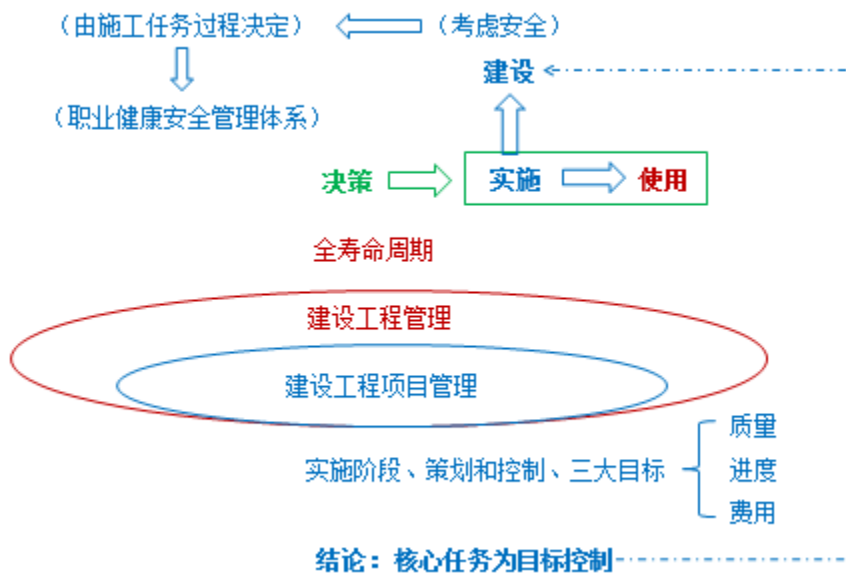 （由施工任务过程决定） （考虑安全）
建设
（职业健康安全管理体系）
决策 实施 使用
全寿命周期
建设工程管理
建设工程项目管理
质量
实施阶段、策划和控制、三大目标 进度
费用
结论：核心任务为目标控制